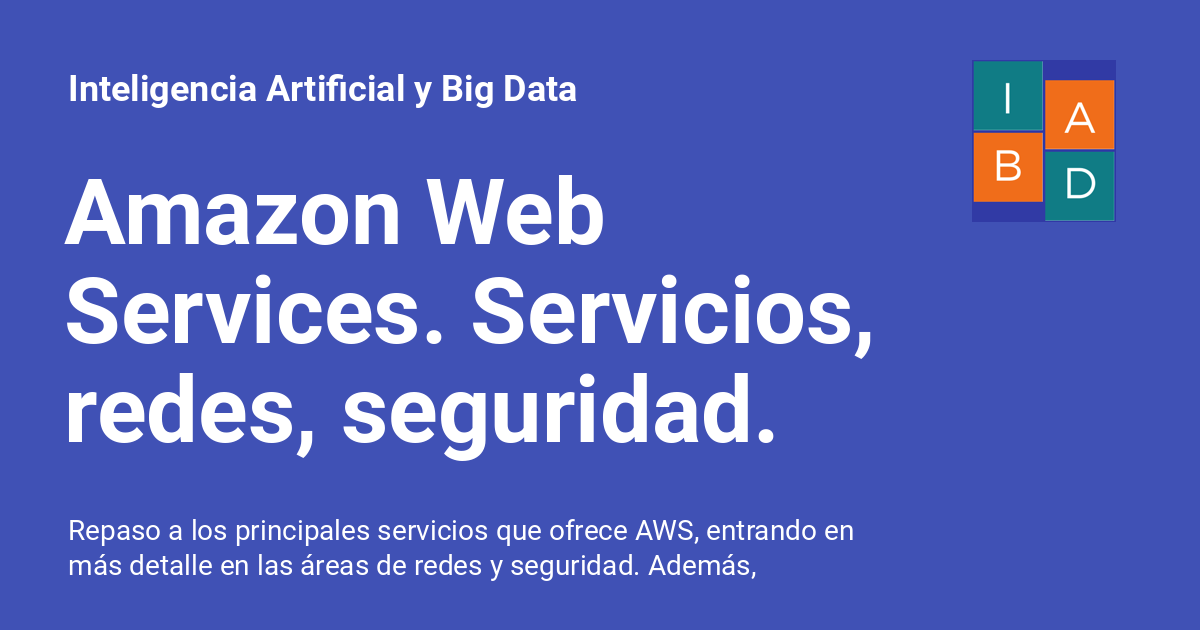 Inteligencia Artificial y Big Data
I
A
B
D
Amazon Web
Services. Servicios,
redes, seguridad.
Repaso a los principales servicios que ofrece AWS, entrando en
más detalle en las áreas de redes y seguridad. Además,